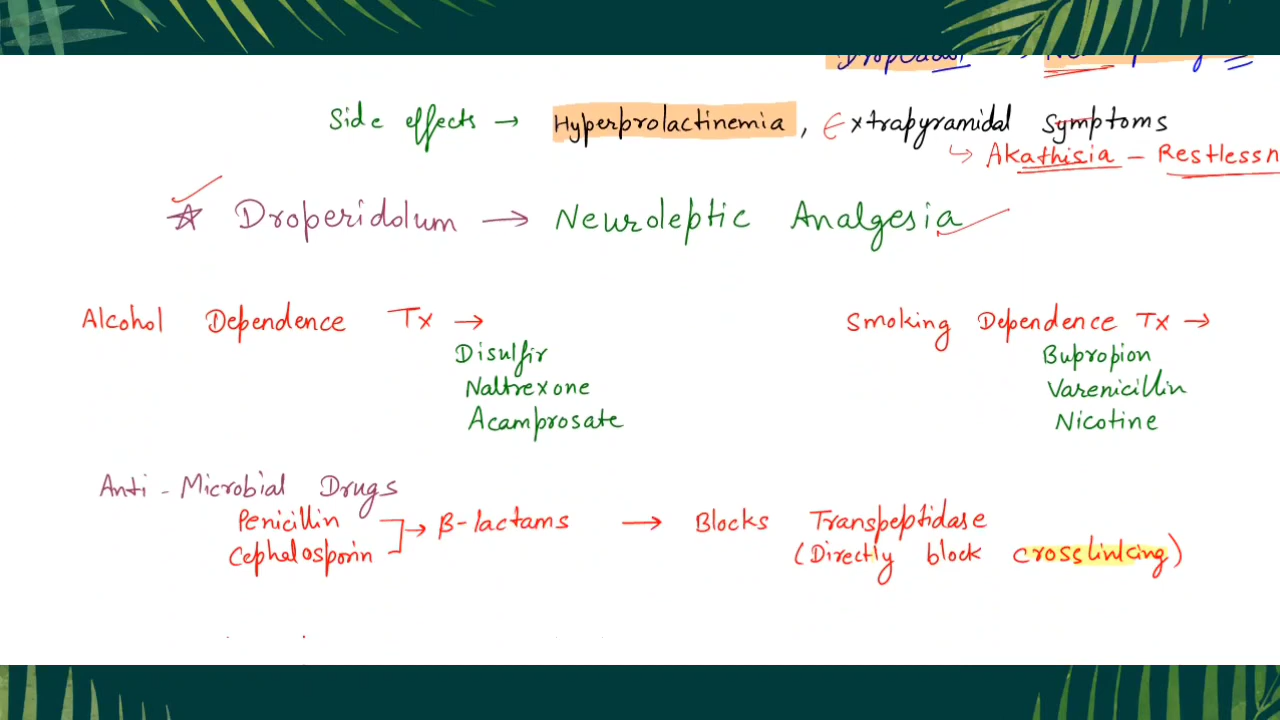 Side effects → Hyperprolactinemia, Extrapyramidal Symptoms
↳ Akathisia - Restlessn
☆ Droperidolum → Neuroleptic Analgesia
Alcohol Dependence Tx →
Disulfir
Naltrexone
Acamprosate
Smoking Dependence Tx →
Bupropion
Varenicillin
Nicotine
Anti - Microbial Drugs
Penicillin
Cephalosporin
→ β-lactams → Blocks Transpeptidase
(Directly block crosslinking)